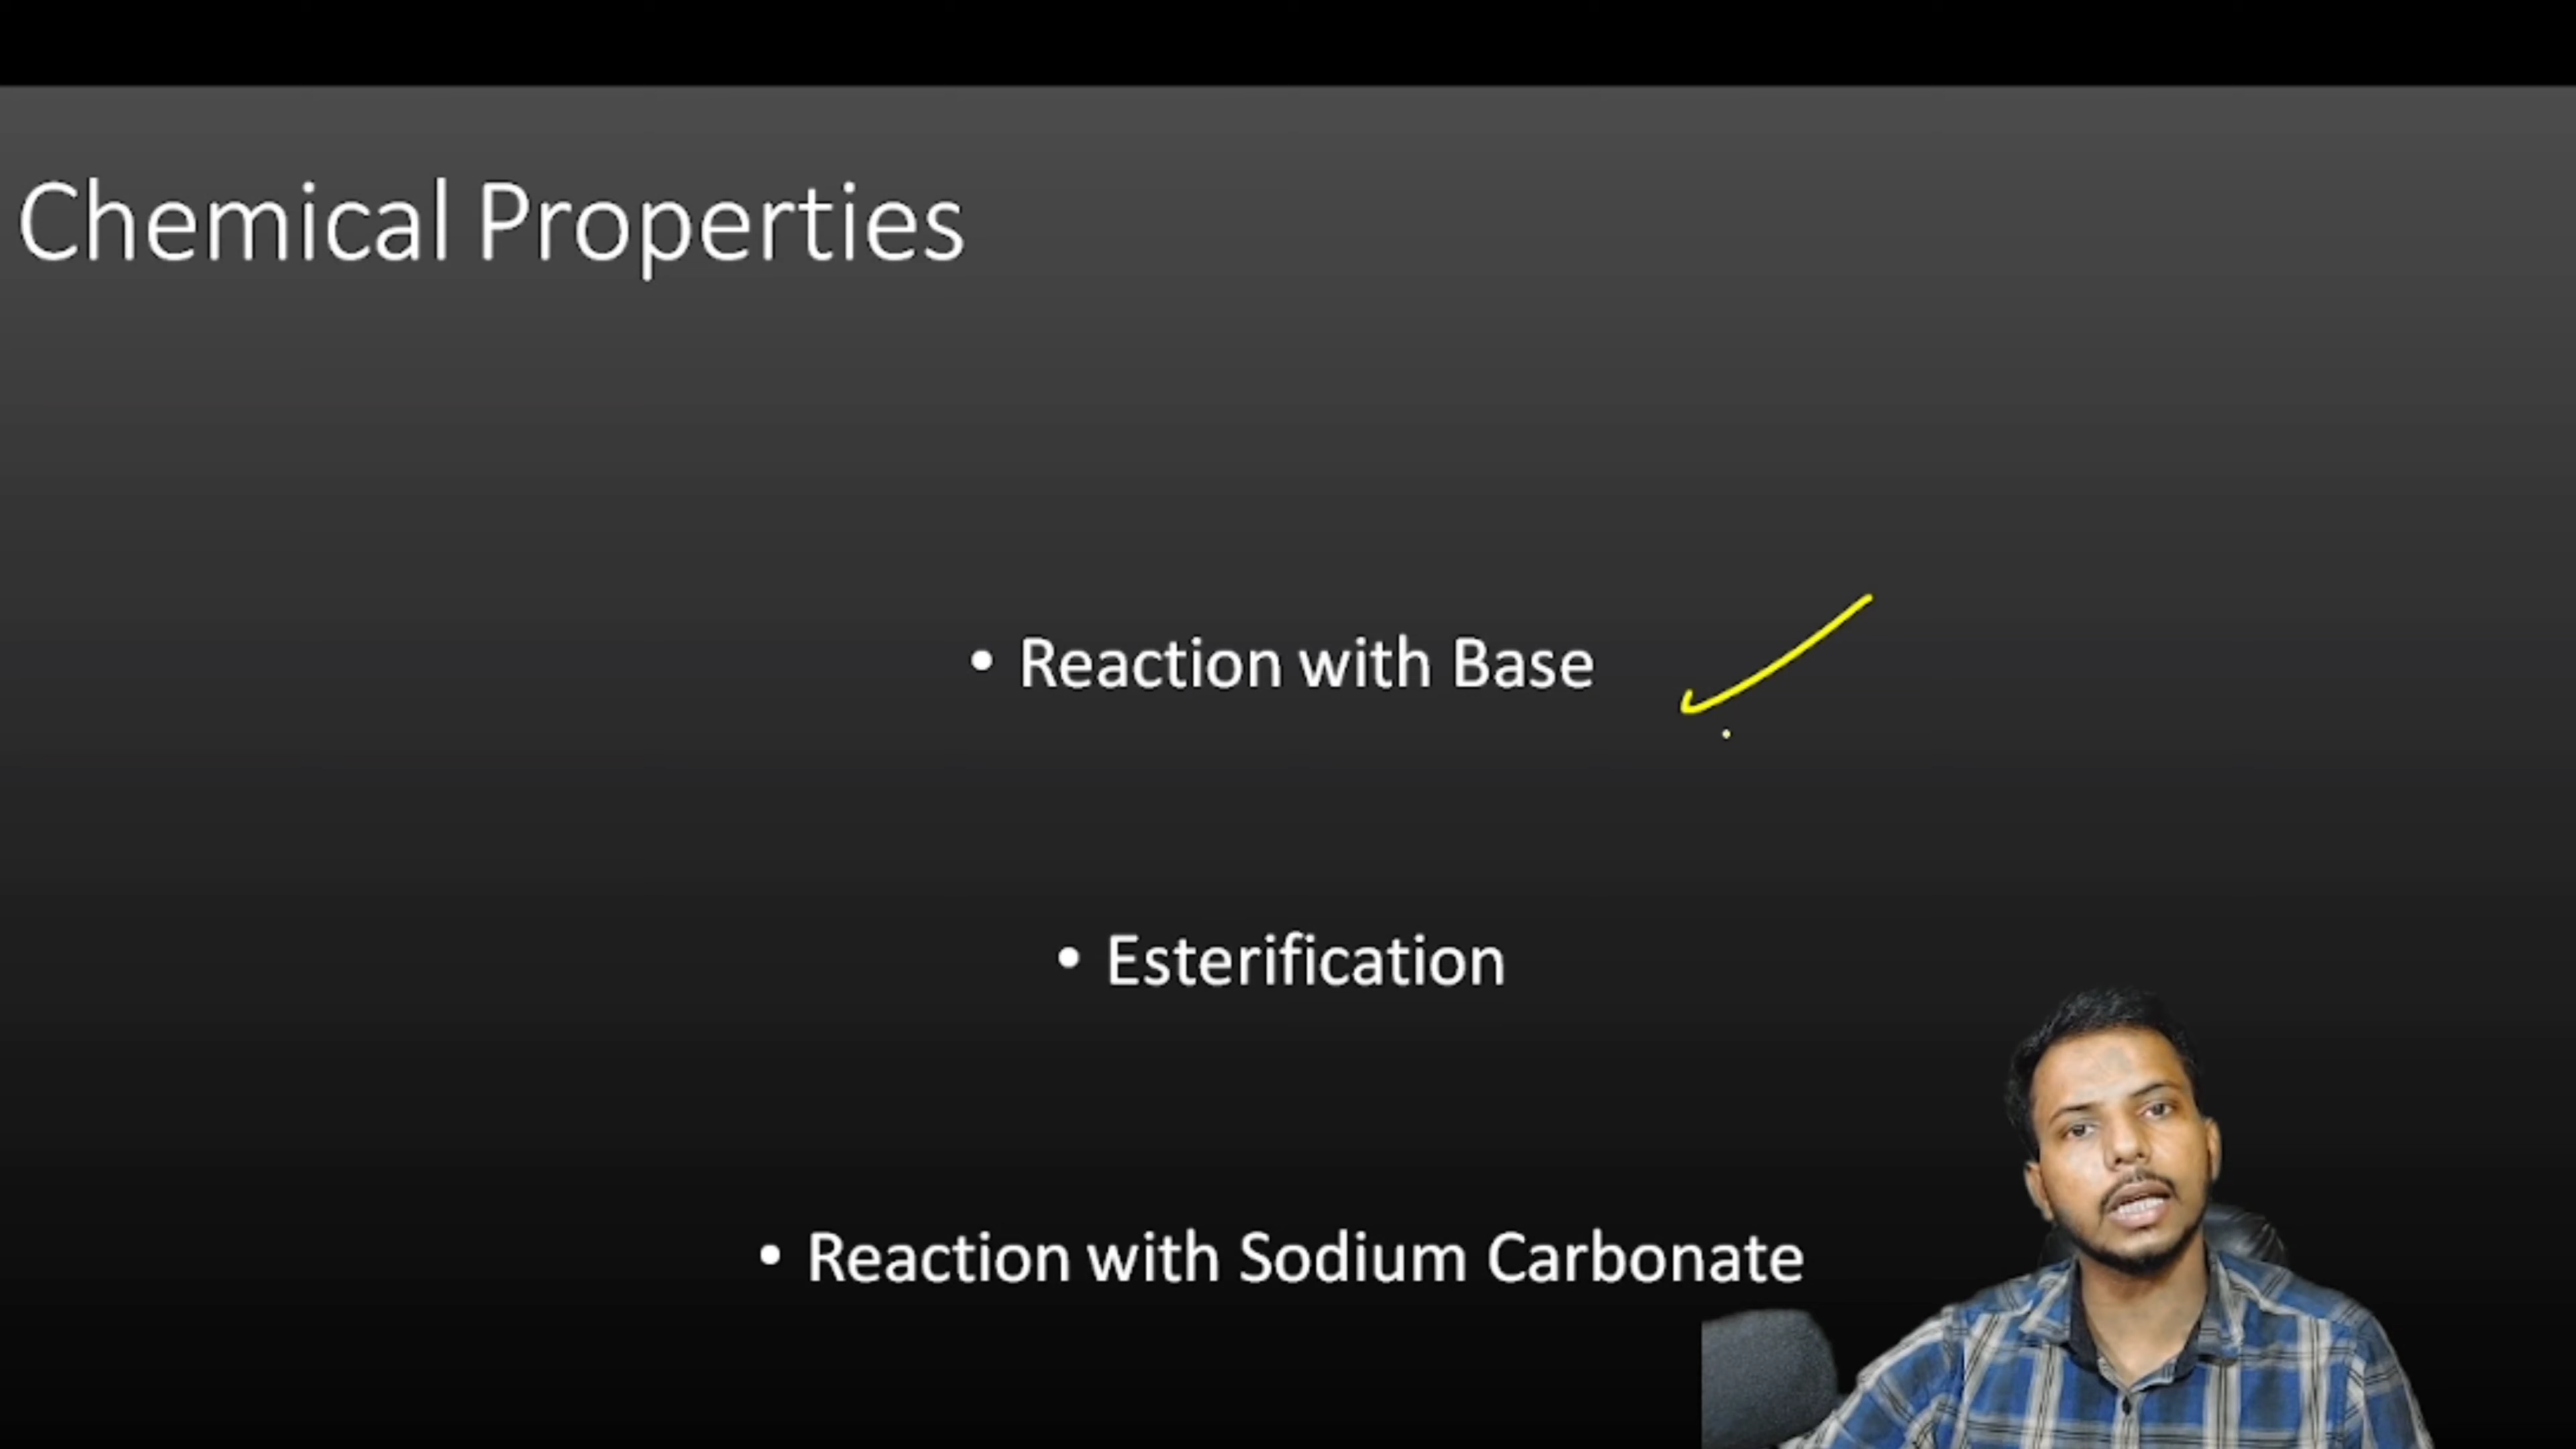 Chemical Properties
• Reaction with Base
• Esterification
• Reaction with Sodium Carbonate